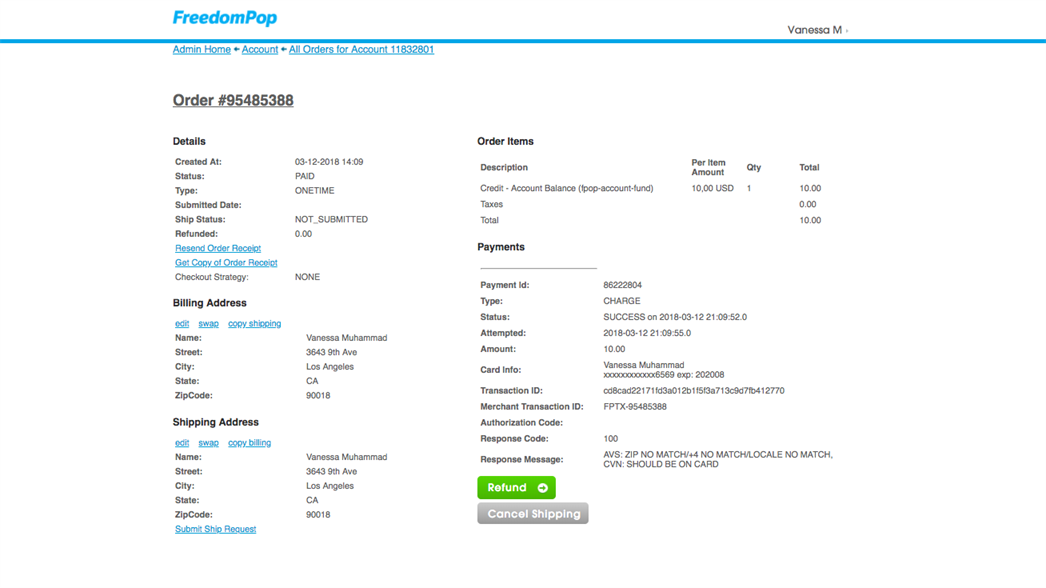 FreedomPop
Vanessa M
Admin Home Account All Orders for Account 11832801
Order #95485388
Details
Created At: 03-12-2018 14:09
Status: PAID
Type: ONETIME
Submitted Date:
Ship Status: NOT_SUBMITTED
Refunded: 0.00
Resend Order Receipt
Get Copy of Order Receipt
Checkout Strategy: NONE
Billing Address
edit swap copy shipping
Name: Vanessa Muhammad
Street: 3643 9th Ave
City: Los Angeles
State: CA
ZipCode: 90018
Shipping Address
edit swap copy billing
Name: Vanessa Muhammad
Street: 3643 9th Ave
City: Los Angeles
State: CA
ZipCode: 90018
Submit Ship Request
Order Items
Description Per Item Amount Qty Total
Credit - Account Balance (fpop-account-fund) 10,00 USD 1 10.00
Taxes 0.00
Total 10.00
Payments
Payment Id: 86222804
Type: CHARGE
Status: SUCCESS on 2018-03-12 21:09:52.0
Attempted: 2018-03-12 21:09:55.0
Amount: 10.00
Card Info: Vanessa Muhammad
xxxxxxxxxxxx6569 exp: 202008
Transaction ID: cd8cad22171fd3a012b1f5f3a713c9d7fb412770
Merchant Transaction ID: FPTX-95485388
Authorization Code:
Response Code: 100
Response Message: AVS: ZIP NO MATCH/+4 NO MATCH/LOCALE NO MATCH,
CVN: SHOULD BE ON CARD
Refund
Cancel Shipping